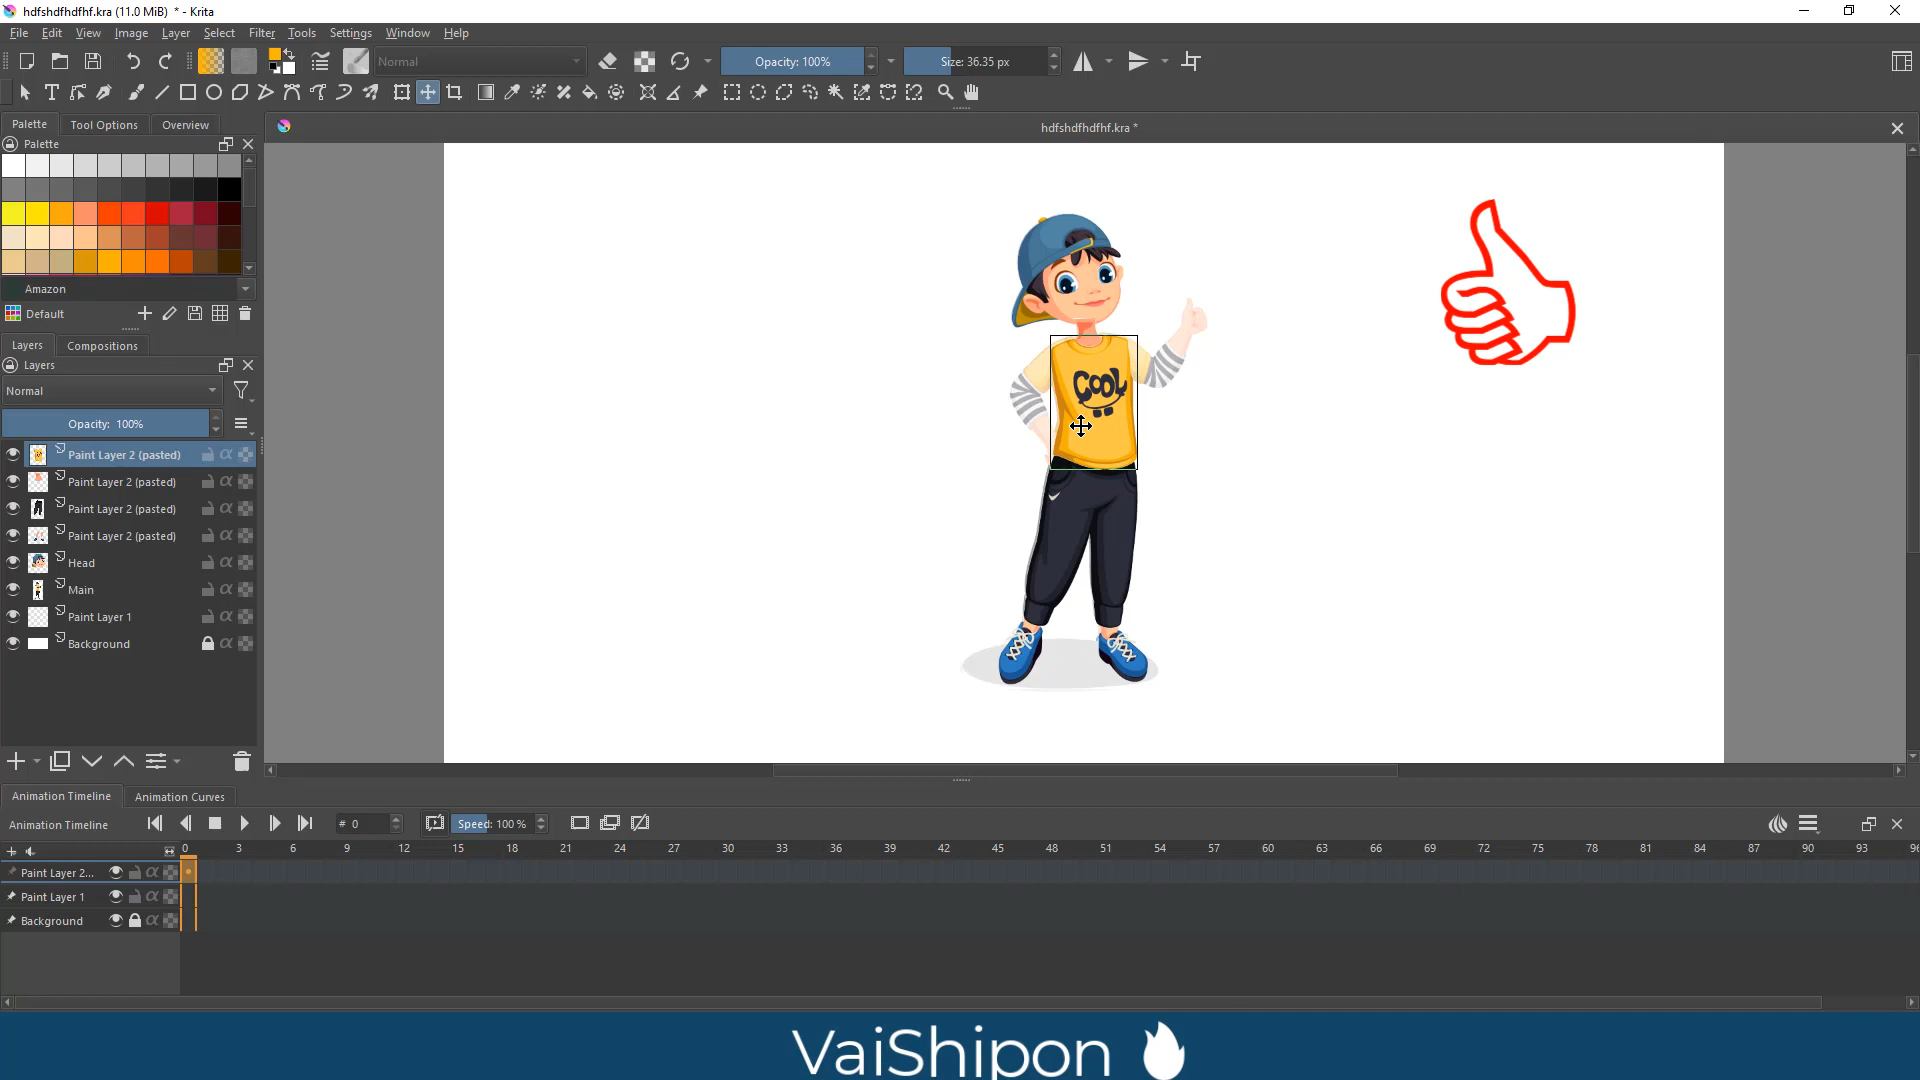 hdfshdfhdfhf.kra (11.0 MiB) * - Krita
File Edit View Image Layer Select Filter Tools Settings Window Help
Normal
Opacity: 100%
Size: 36.35 px
Palette Tool Options Overview
hdfshdfhdfhf.kra *
Palette
Amazon
Default
Layers Compositions
Layers
Normal
Opacity: 100%
Paint Layer 2 (pasted)
Paint Layer 2 (pasted)
Paint Layer 2 (pasted)
Paint Layer 2 (pasted)
Head
Main
Paint Layer 1
Background
COOL
Animation Timeline Animation Curves
Animation Timeline
# 0
Speed: 100 %
0 3 6 9 12 15 18 21 24 27 30 33 36 39 42 45 48 51 54 57 60 63 66 69 72 75 78 81 84 87 90 93 96
Paint Layer 2...
Paint Layer 1
Background
VaiShipon